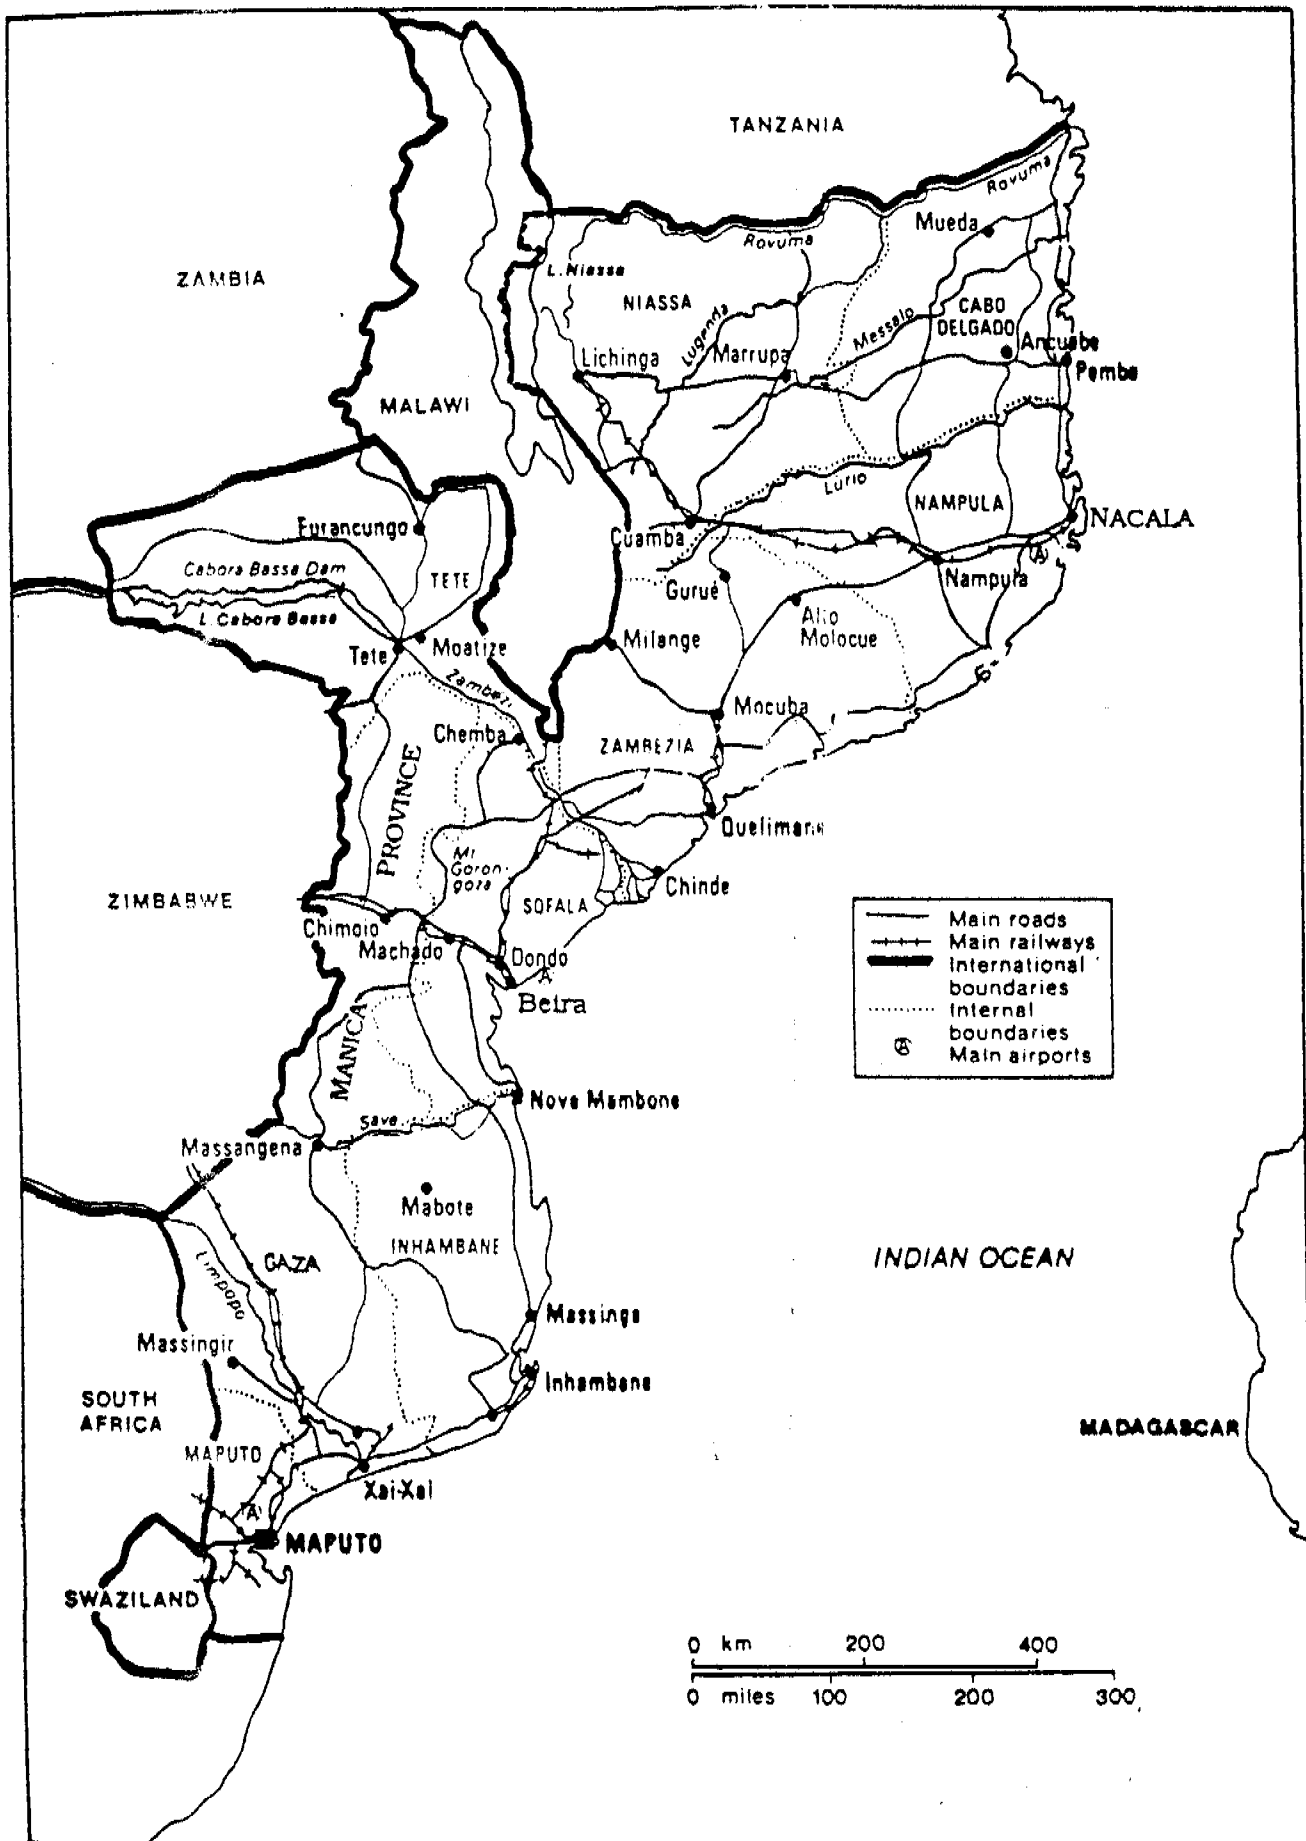 TANZANIA
Rovuma
Mueda
Rovuma
ZAMBIA
L. Niassa
NIASSA
CABO
DELGADO
Lugenda
Messalo
Ancuabe
Lichinga
Marrupa
Pemba
MALAWI
Lurio
NAMPULA
NACALA
Furancungo
Cuamba
A
Cabora Bassa Dam
TETE
Nampula
Gurué
L. Cabora Bassa
Alto
Molocue
Moatize
Milange
Tete
Zambezi
Mocuba
Chemba
ZAMBEZIA
PROVINCE
Quelimane
Mt
Goron-
goza
Chinde
ZIMBABWE
SOFALA
Main roads
Chimoio
Main railways
Machado
Dondo
International
boundaries
A
Beira
Internal
boundaries
MANICA
A
Main airports
Nova Mambone
Save
Massangena
Mabote
INHAMBANE
INDIAN OCEAN
GAZA
Limpopo
Massinga
Massingir
Inhambane
SOUTH
AFRICA
MADAGASCAR
MAPUTO
Xai-Xai
A
MAPUTO
SWAZILAND
0 km 200 400
0 miles 100 200 300